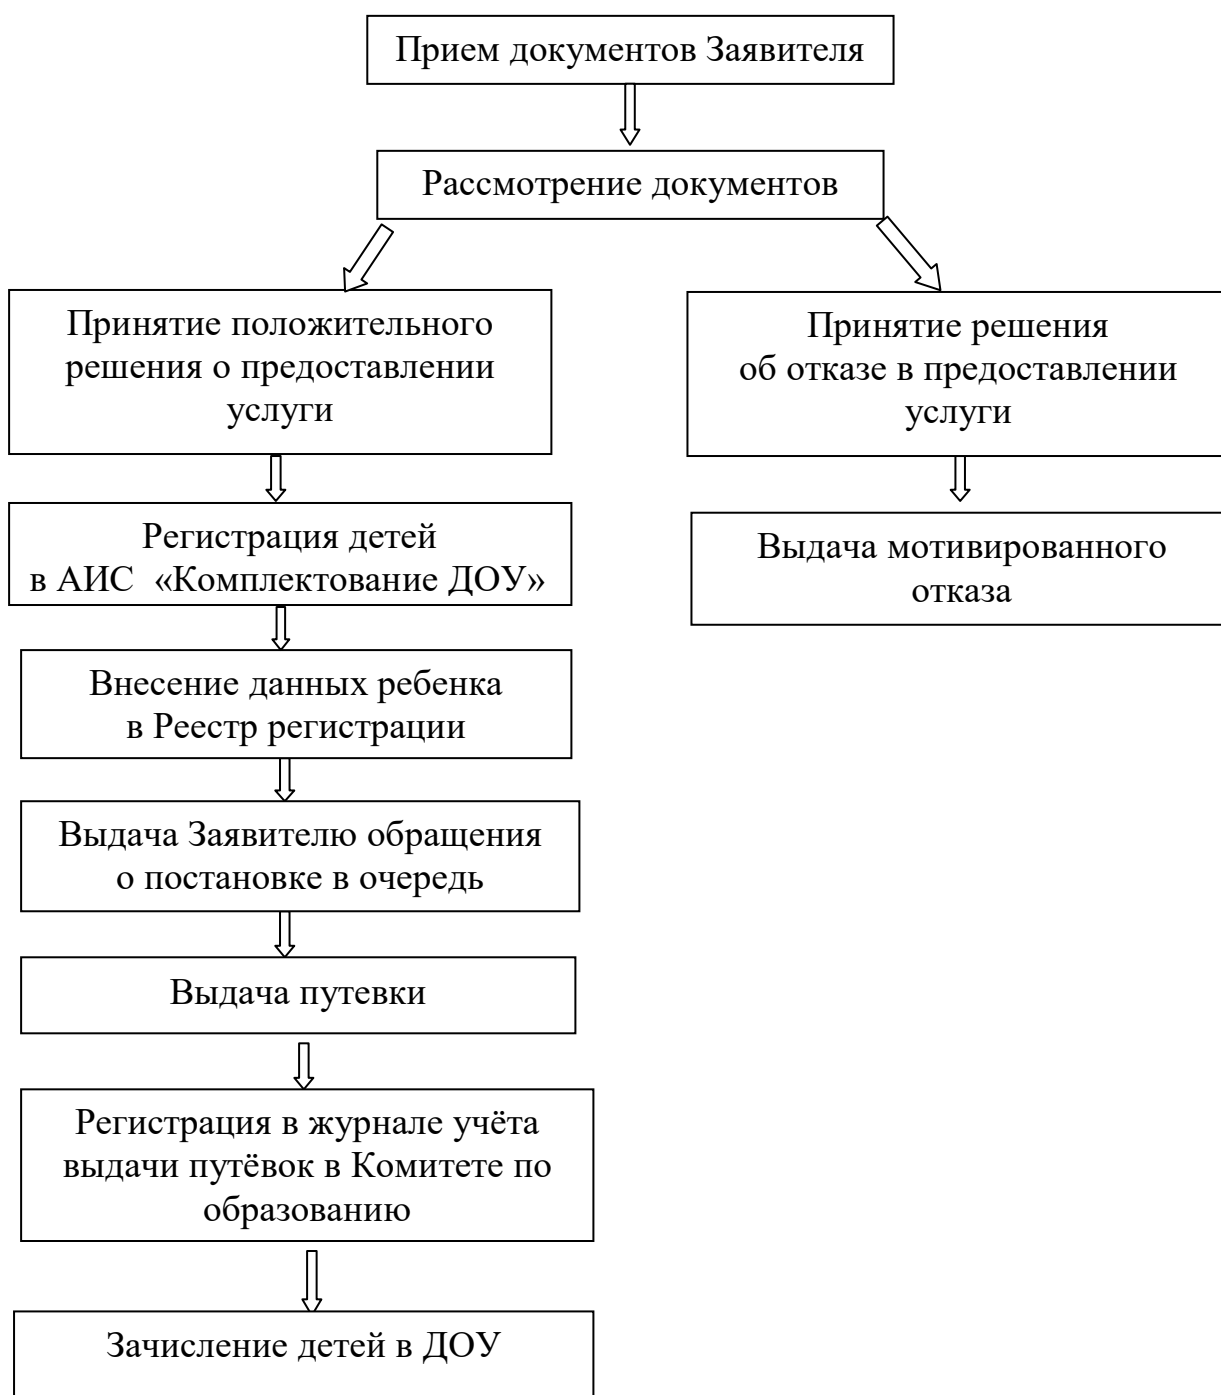 Прием документов Заявителя
Рассмотрение документов
Принятие положительного
решения о предоставлении
услуги
Принятие решения
об отказе в предоставлении
услуги
Регистрация детей
в АИС  «Комплектование ДОУ»
Выдача мотивированного
отказа
Внесение данных ребенка
в Реестр регистрации
Выдача Заявителю обращения
о постановке в очередь
Выдача путевки
Регистрация в журнале учёта
выдачи путёвок в Комитете по
образованию
Зачисление детей в ДОУ